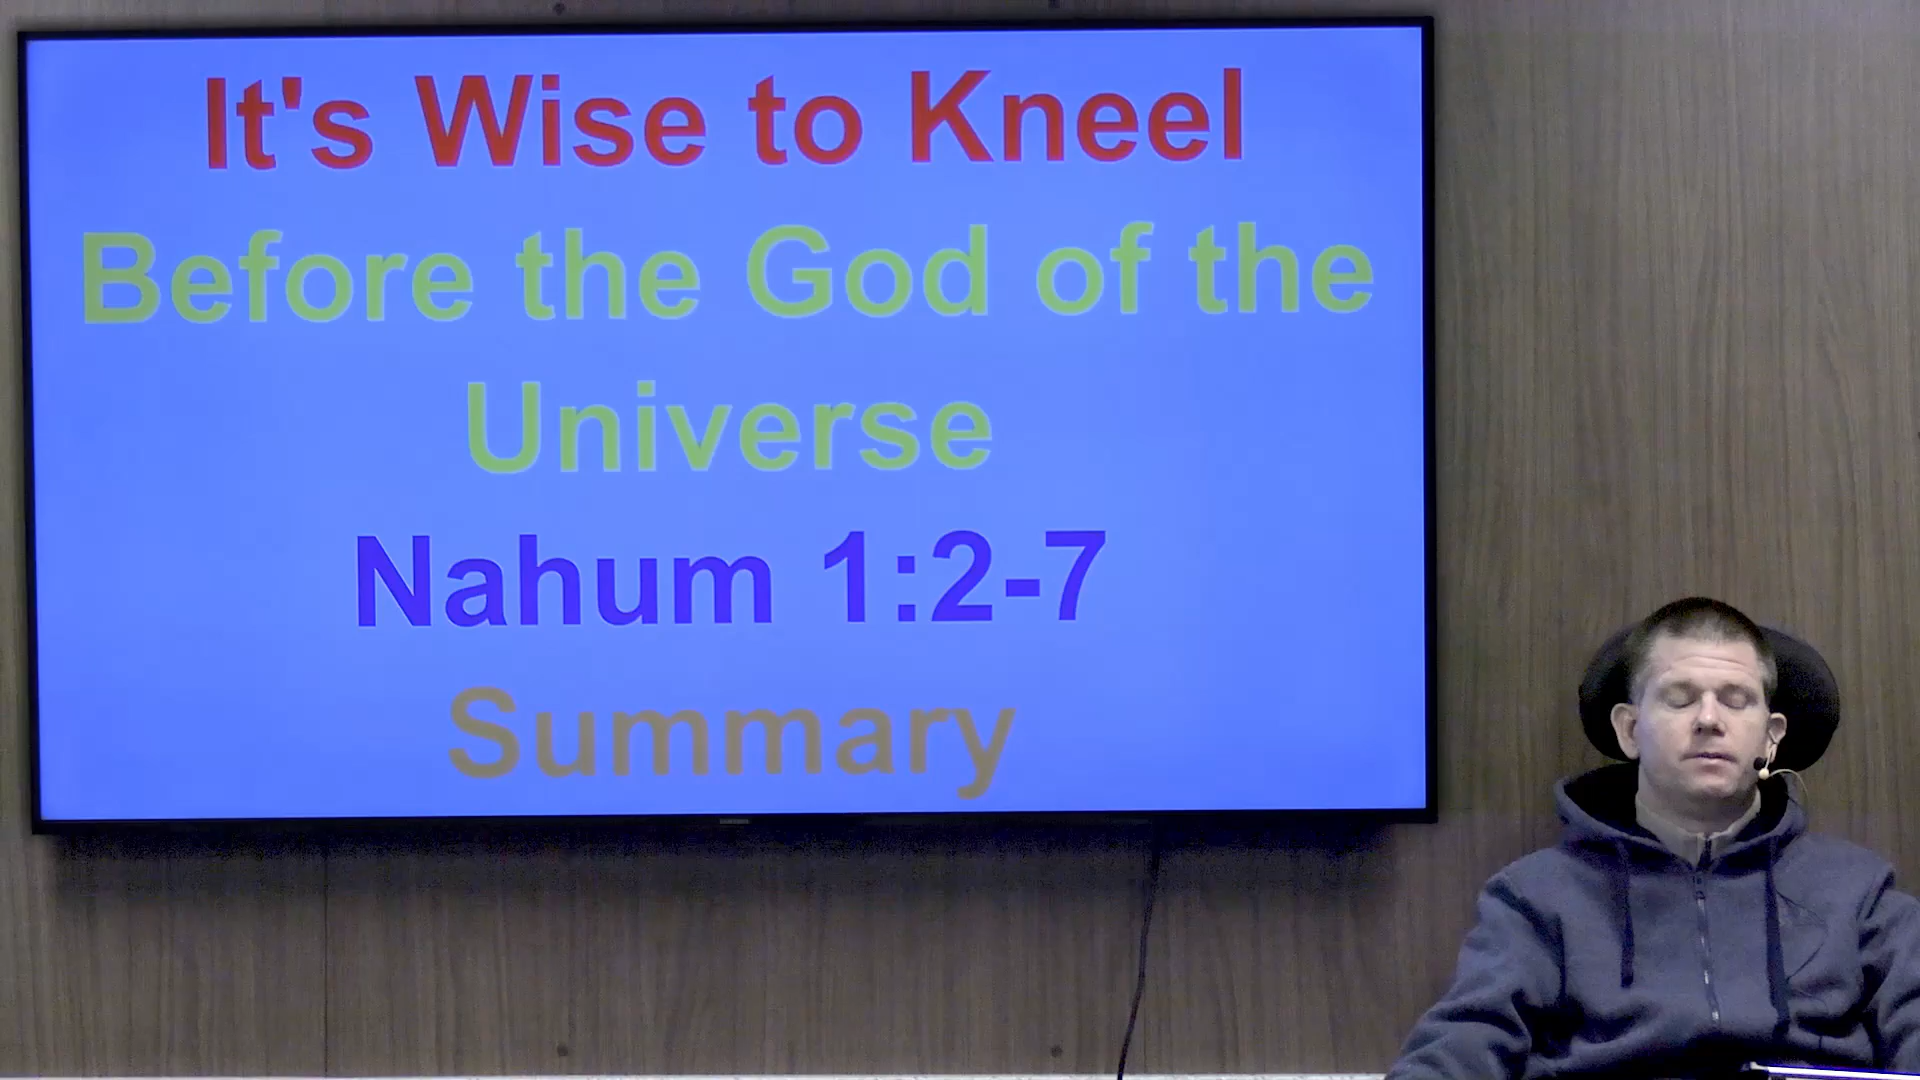 It's Wise to Kneel
Before the God of the
Universe
Nahum 1:2-7
Summary